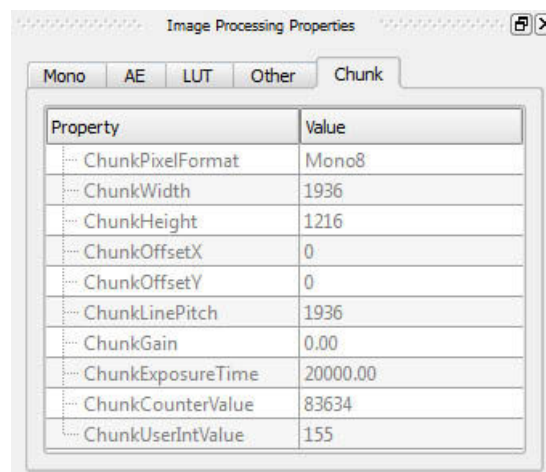 Image Processing Properties
Mono AE LUT Other Chunk
Property Value
ChunkPixelFormat Mono8
ChunkWidth 1936
ChunkHeight 1216
ChunkOffsetX 0
ChunkOffsetY 0
ChunkLinePitch 1936
ChunkGain 0.00
ChunkExposureTime 20000.00
ChunkCounterValue 83634
ChunkUserIntValue 155